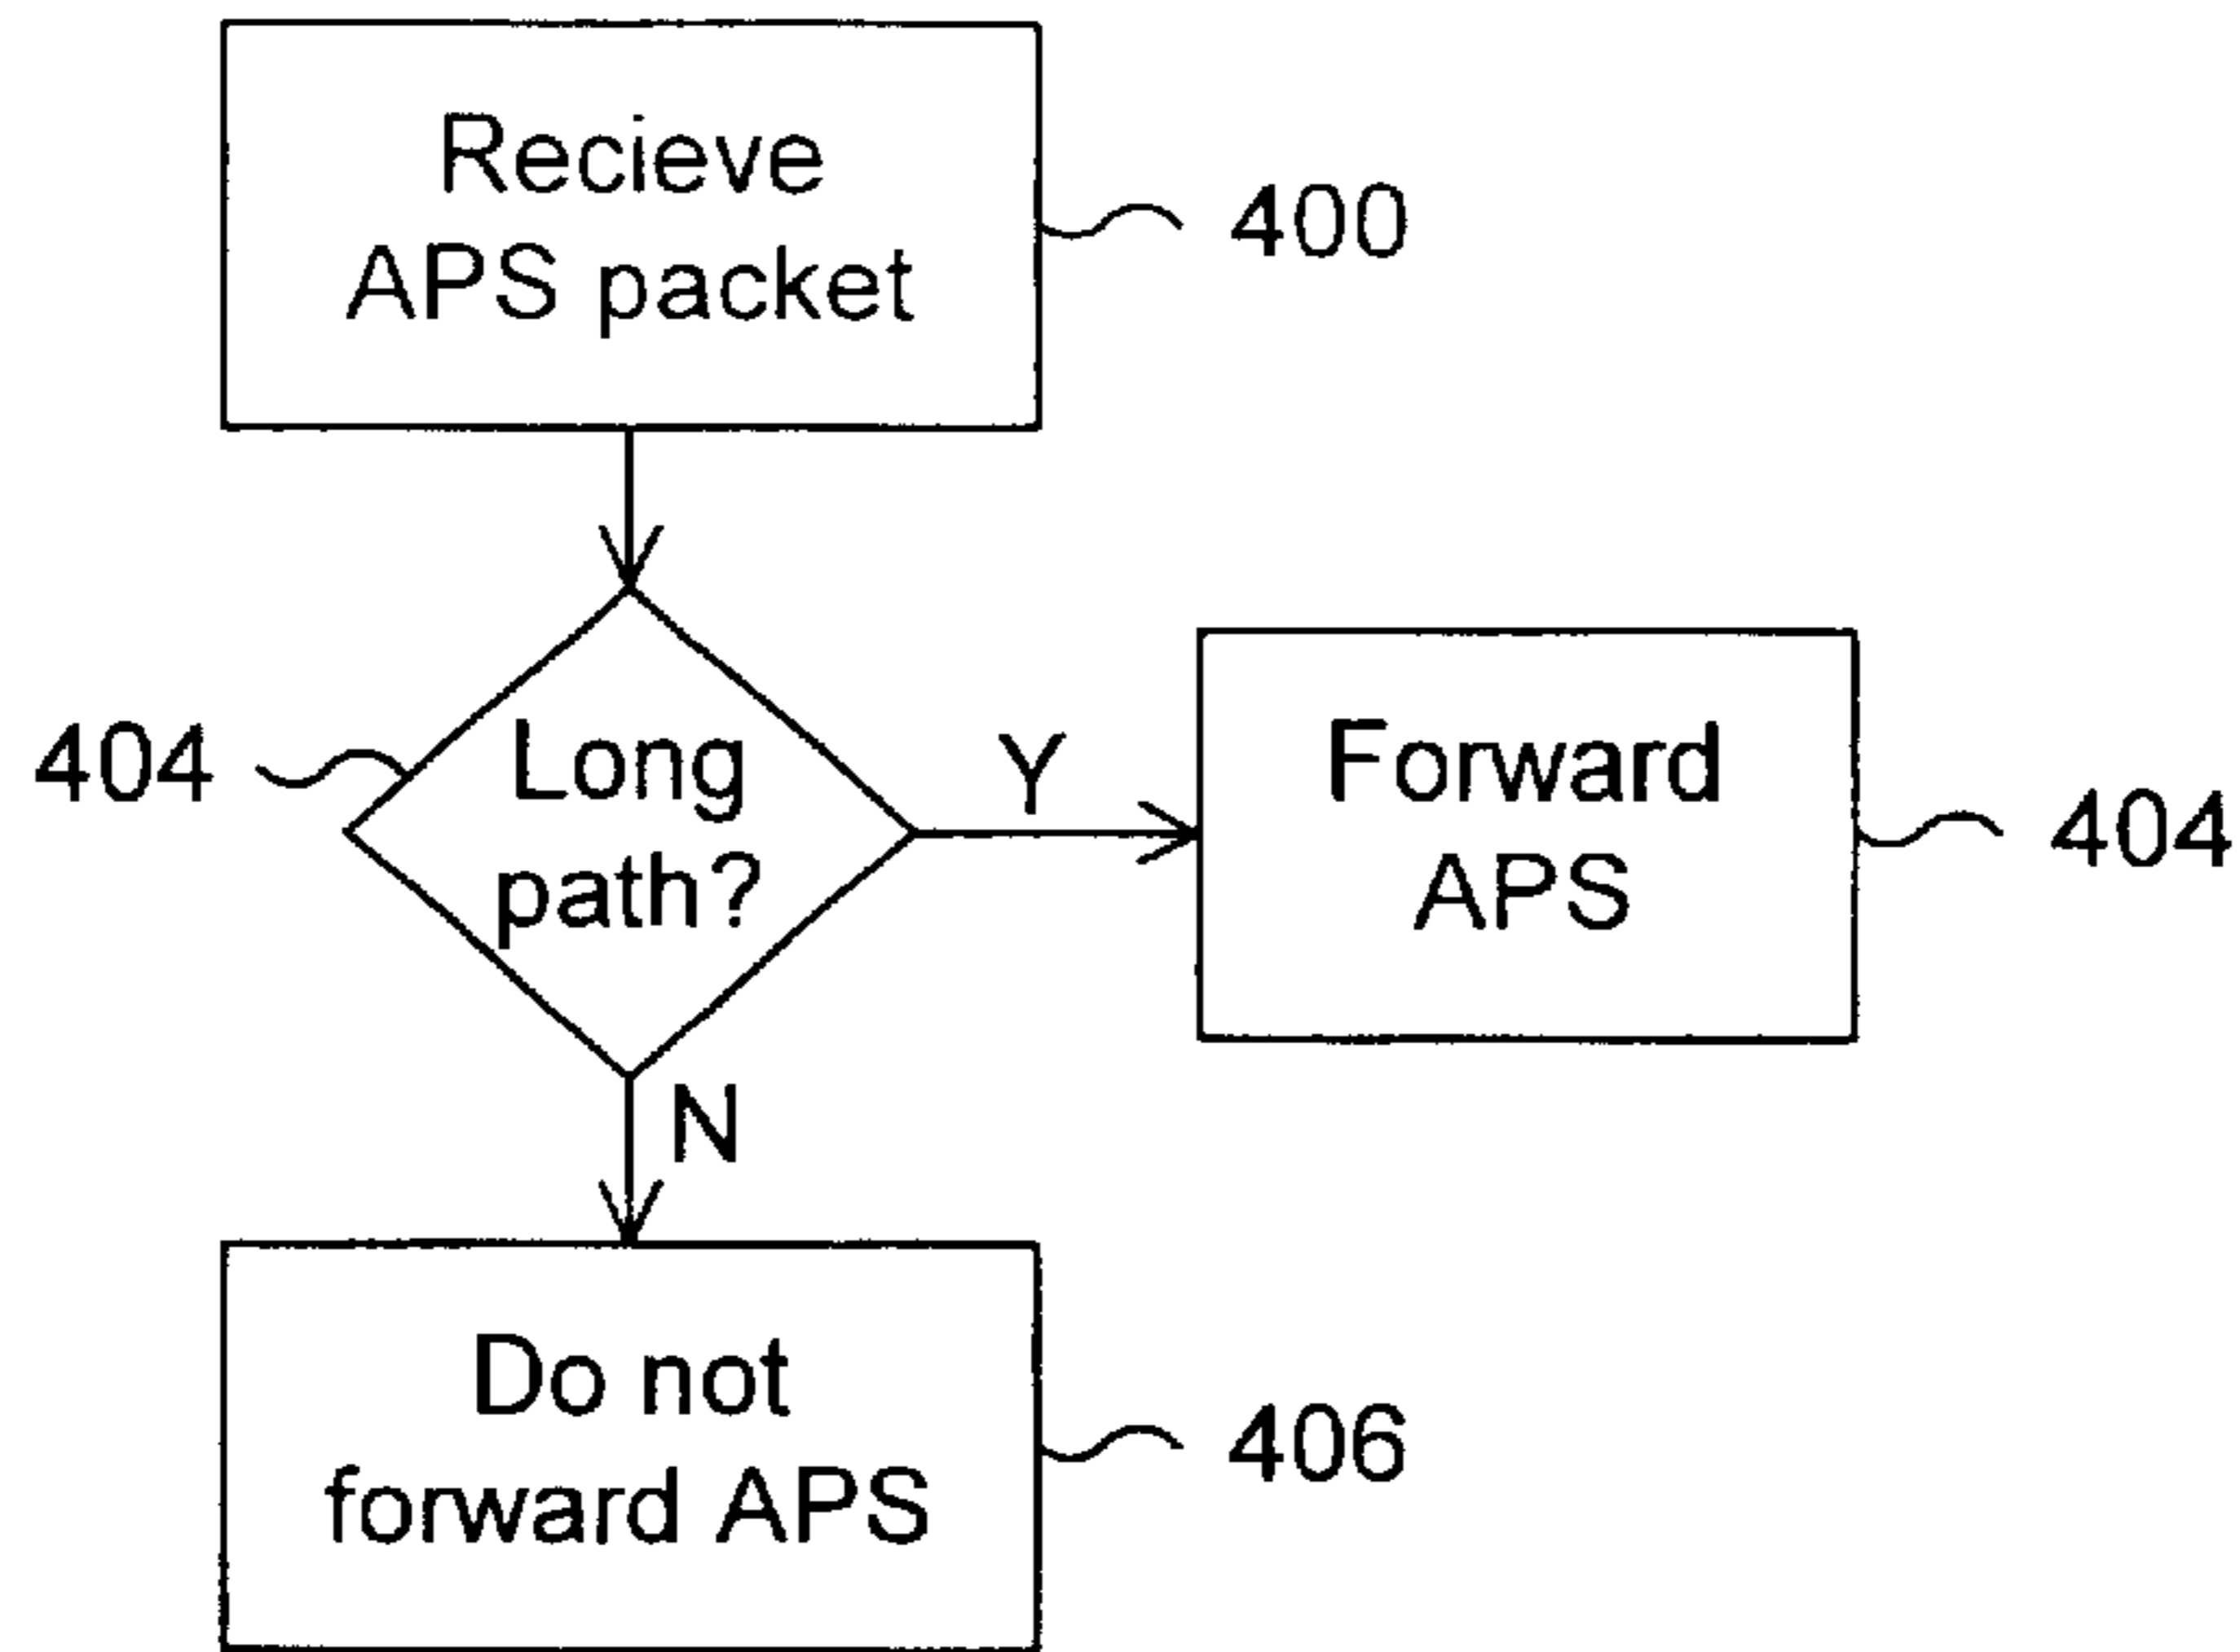 Recieve
APS packet
400
404
Long
path?
Y
Forward
APS
404
N
Do not
forward APS
406